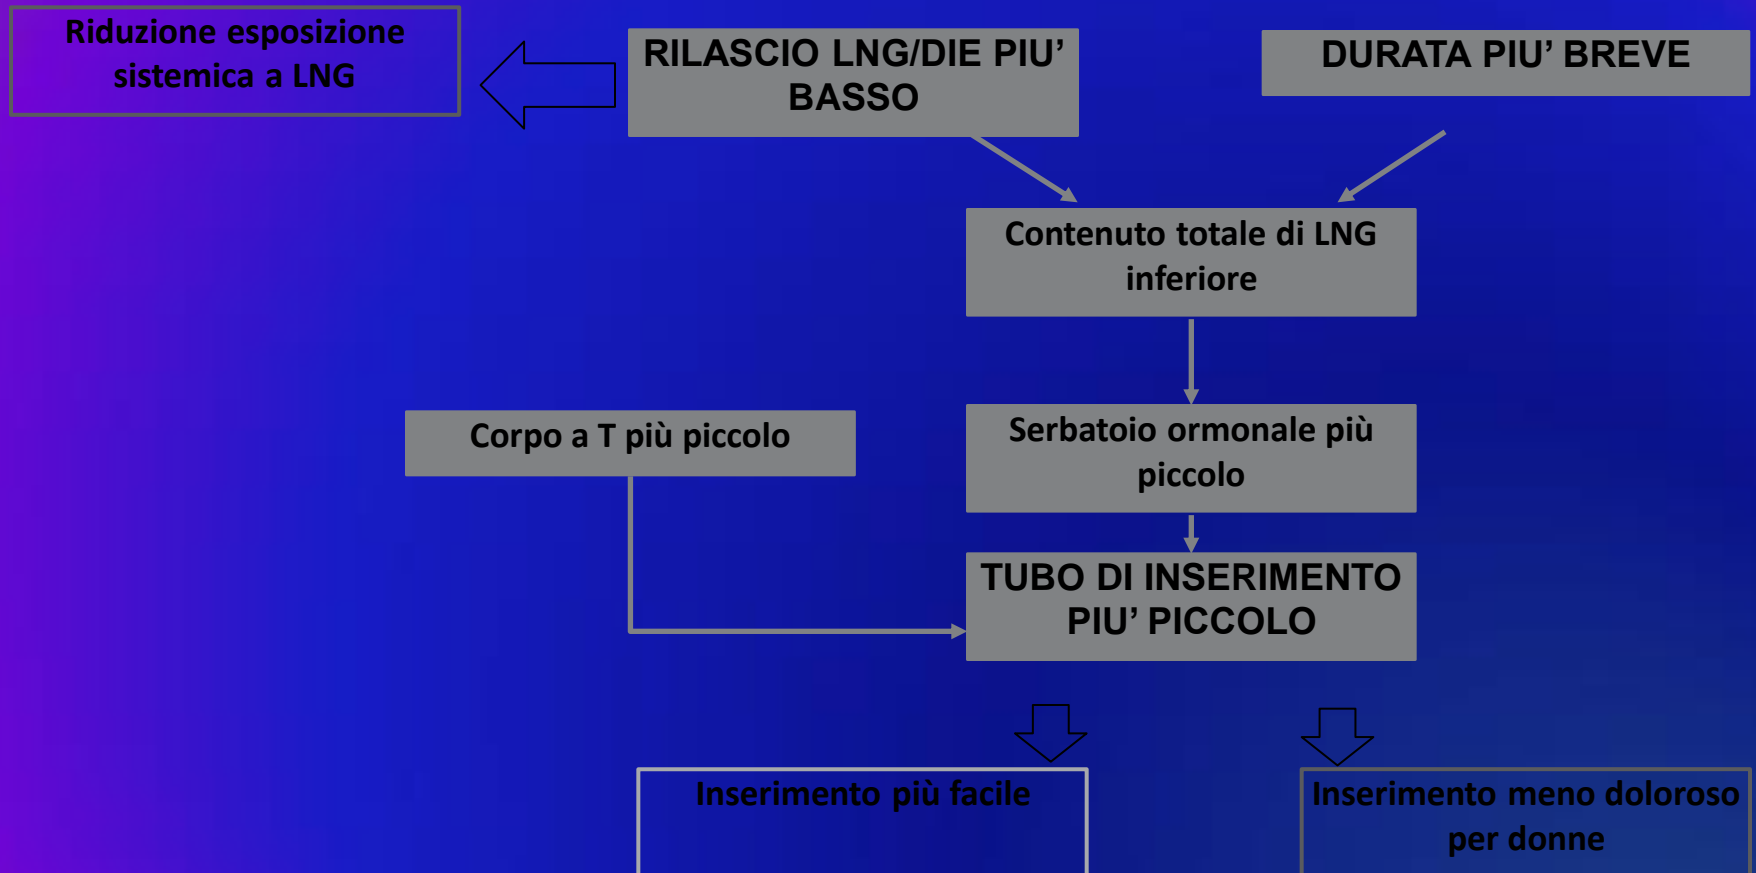 Riduzione esposizione
sistemica a LNG
RILASCIO LNG/DIE PIU’
BASSO
DURATA PIU’ BREVE
Contenuto totale di LNG
inferiore
Corpo a T più piccolo
Serbatoio ormonale più
piccolo
TUBO DI INSERIMENTO
PIU’ PICCOLO
Inserimento più facile
Inserimento meno doloroso
per donne